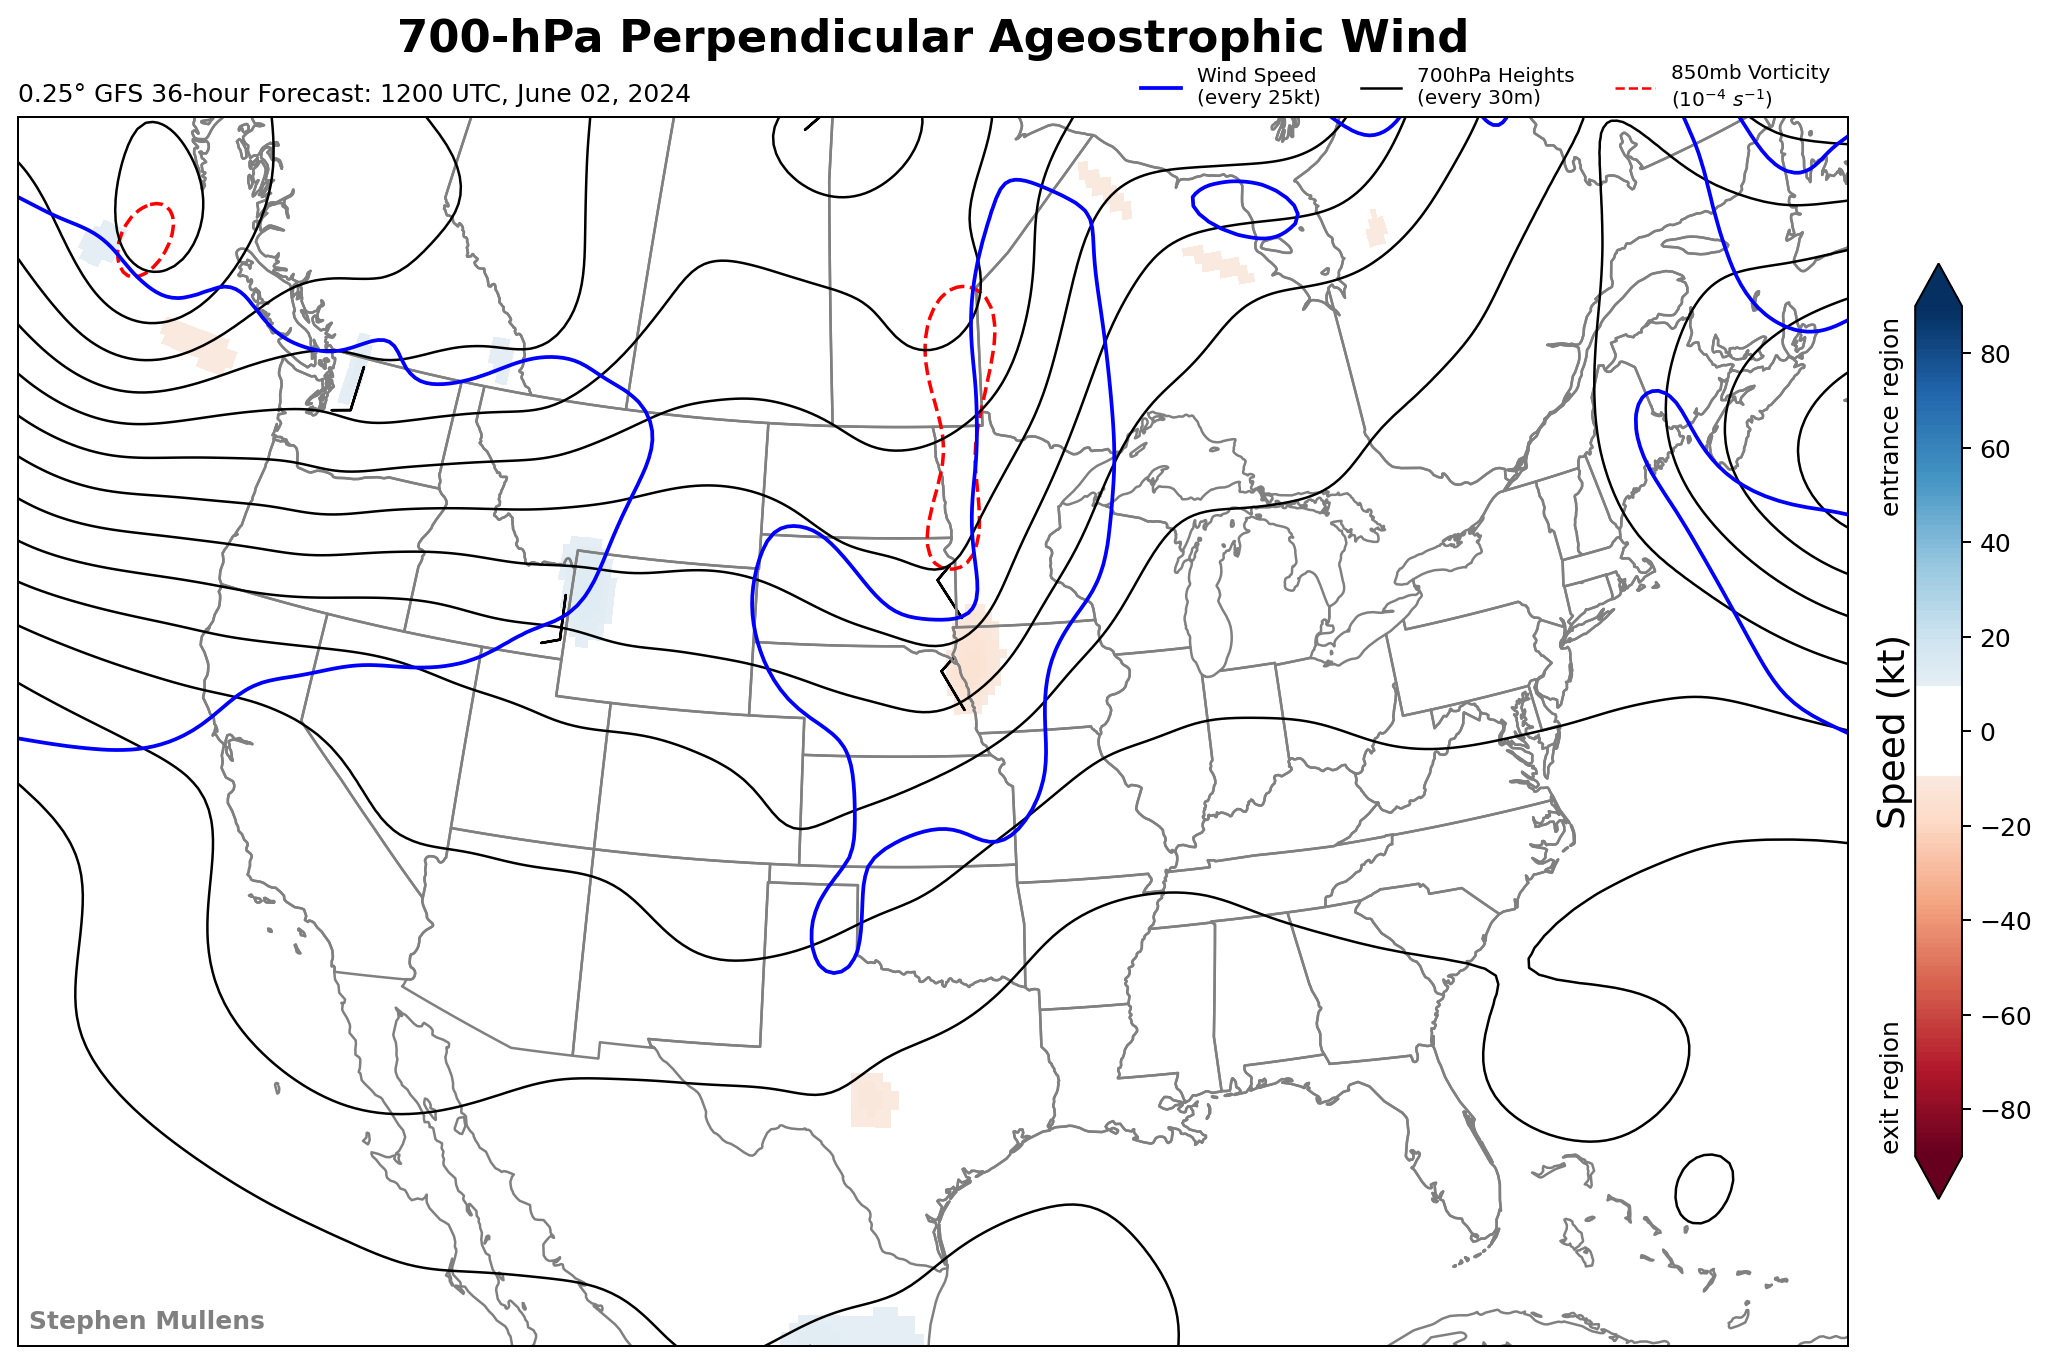 700-hPa Perpendicular Ageostrophic Wind
0.25° GFS 36-hour Forecast: 1200 UTC, June 02, 2024
Wind Speed
(every 25kt)
700hPa Heights
(every 30m)
850mb Vorticity
(10⁻⁴ s⁻¹)
entrance region
Speed (kt)
exit region
80
60
40
20
0
−20
−40
−60
−80
Stephen Mullens